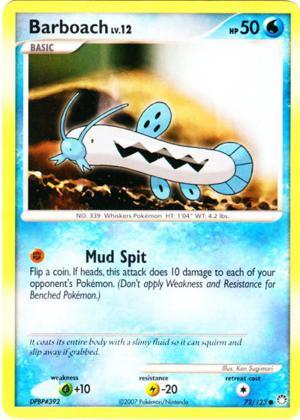 Barboach LV.12 HP 50
BASIC
NO. 339 Whiskers Pokémon HT: 1'04" WT: 4.2 lbs.
Mud Spit
Flip a coin. If heads, this attack does 10 damage to each of your
opponent's Pokémon. (Don't apply Weakness and Resistance for
Benched Pokémon.)
It coats its entire body with a slimy fluid so it can squirm and
slip away if grabbed.
weakness resistance retreat cost
+10 -20
Illus. Ken Sugimori
DPBP#392 ©2007 Pokémon/Nintendo 72/123